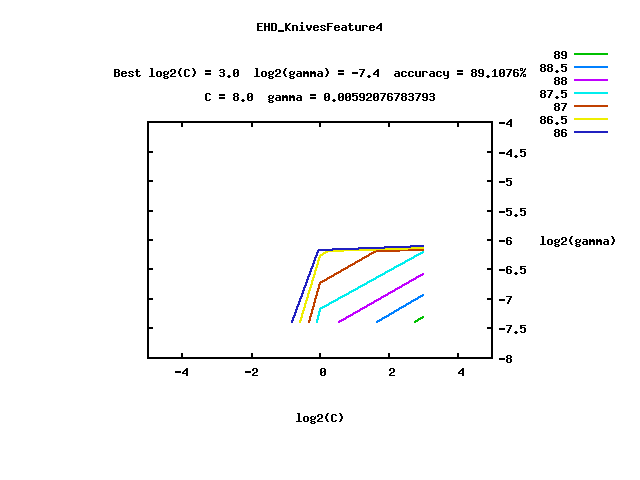 EHD_KnivesFeature4
Best log2(C) = 3.0  log2(gamma) = -7.4  accuracy = 89.1076%
C = 8.0  gamma = 0.00592076783793
89
88.5
88
87.5
87
86.5
86
-4
-4.5
-5
-5.5
-6
-6.5
-7
-7.5
-8
log2(gamma)
-4 -2 0 2 4
log2(C)